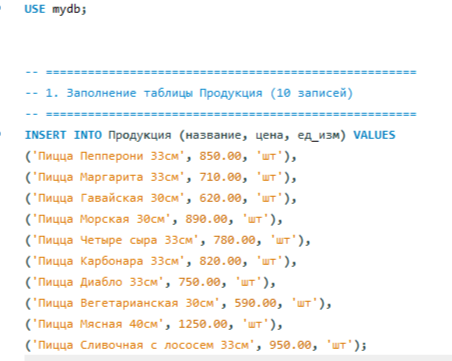 USE mydb;
-- =====================================================
-- 1. Заполнение таблицы Продукция (10 записей)
-- =====================================================
INSERT INTO Продукция (название, цена, ед_изм) VALUES
('Пицца Пепперони 33см', 850.00, 'шт'),
('Пицца Маргарита 33см', 710.00, 'шт'),
('Пицца Гавайская 30см', 620.00, 'шт'),
('Пицца Морская 30см', 890.00, 'шт'),
('Пицца Четыре сыра 33см', 780.00, 'шт'),
('Пицца Карбонара 33см', 820.00, 'шт'),
('Пицца Диабло 33см', 750.00, 'шт'),
('Пицца Вегетарианская 30см', 590.00, 'шт'),
('Пицца Мясная 40см', 1250.00, 'шт'),
('Пицца Сливочная с лососем 33см', 950.00, 'шт');